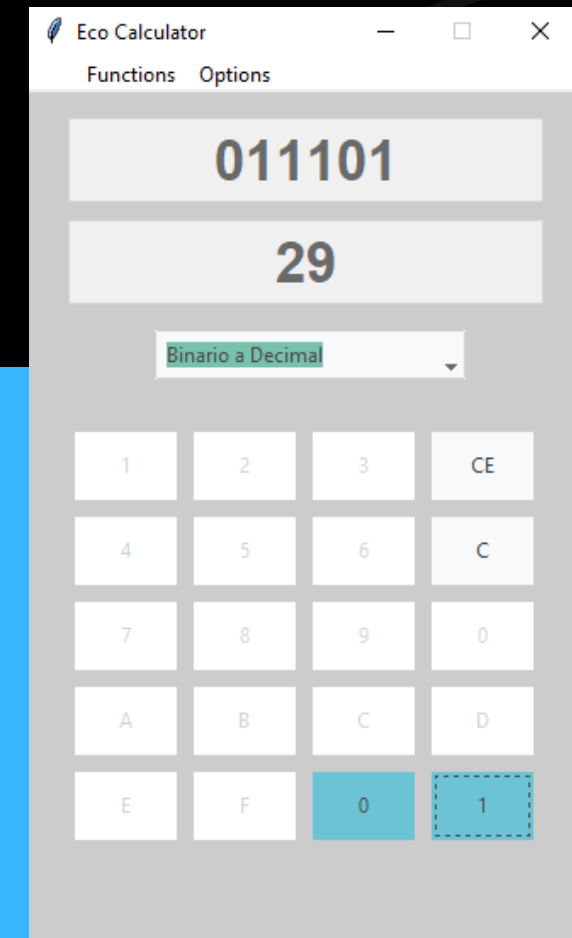 Eco Calculator
Functions Options
011101
29
Binario a Decimal
1 2 3 CE
4 5 6 C
7 8 9 0
A B C D
E F 0 1